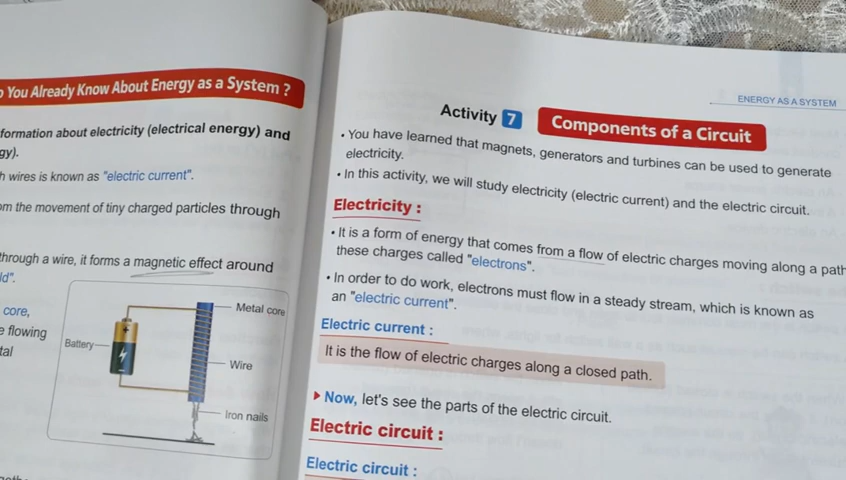 You Already Know About Energy as a System ?
formation about electricity (electrical energy) and
gy).
wires is known as "electric current".
om the movement of tiny charged particles through
through a wire, it forms a magnetic effect around
ld".
core,
e flowing
tal
Metal core
Battery
Wire
Iron nails
ENERGY AS A SYSTEM
Activity 7 Components of a Circuit
• You have learned that magnets, generators and turbines can be used to generate
electricity.
• In this activity, we will study electricity (electric current) and the electric circuit.
Electricity :
• It is a form of energy that comes from a flow of electric charges moving along a path
these charges called "electrons".
• In order to do work, electrons must flow in a steady stream, which is known as
an "electric current".
Electric current :
It is the flow of electric charges along a closed path.
Now, let's see the parts of the electric circuit.
Electric circuit :
Electric circuit :